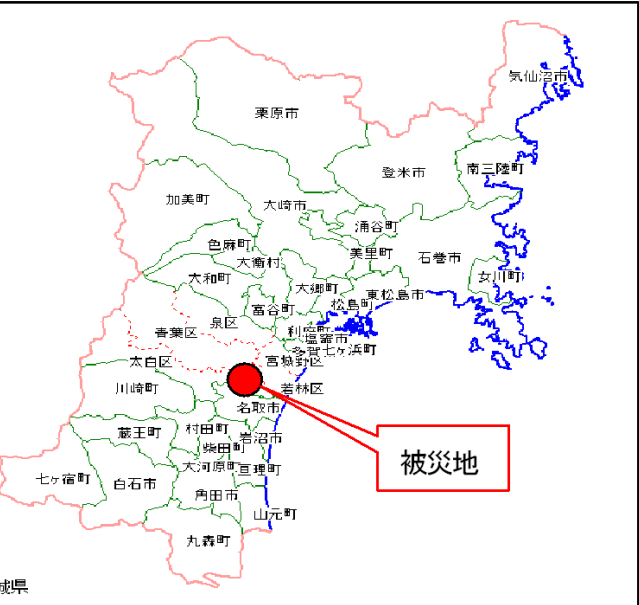 気仙沼市
栗原市
登米市
南三陸町
加美町
大崎市
涌谷町
色麻町
美里町
石巻市
大衡村
大和町
女川町
大郷町
東松島市
松島町
富谷町
泉区
青葉区
利府町
塩竈市
多賀
七ヶ浜町
太白区
宮城野区
川崎町
若林区
名取市
蔵王町
村田町
岩沼市
柴田町
大河原町
亘理町
七ヶ宿町
白石市
角田市
山元町
丸森町
被災地
城県